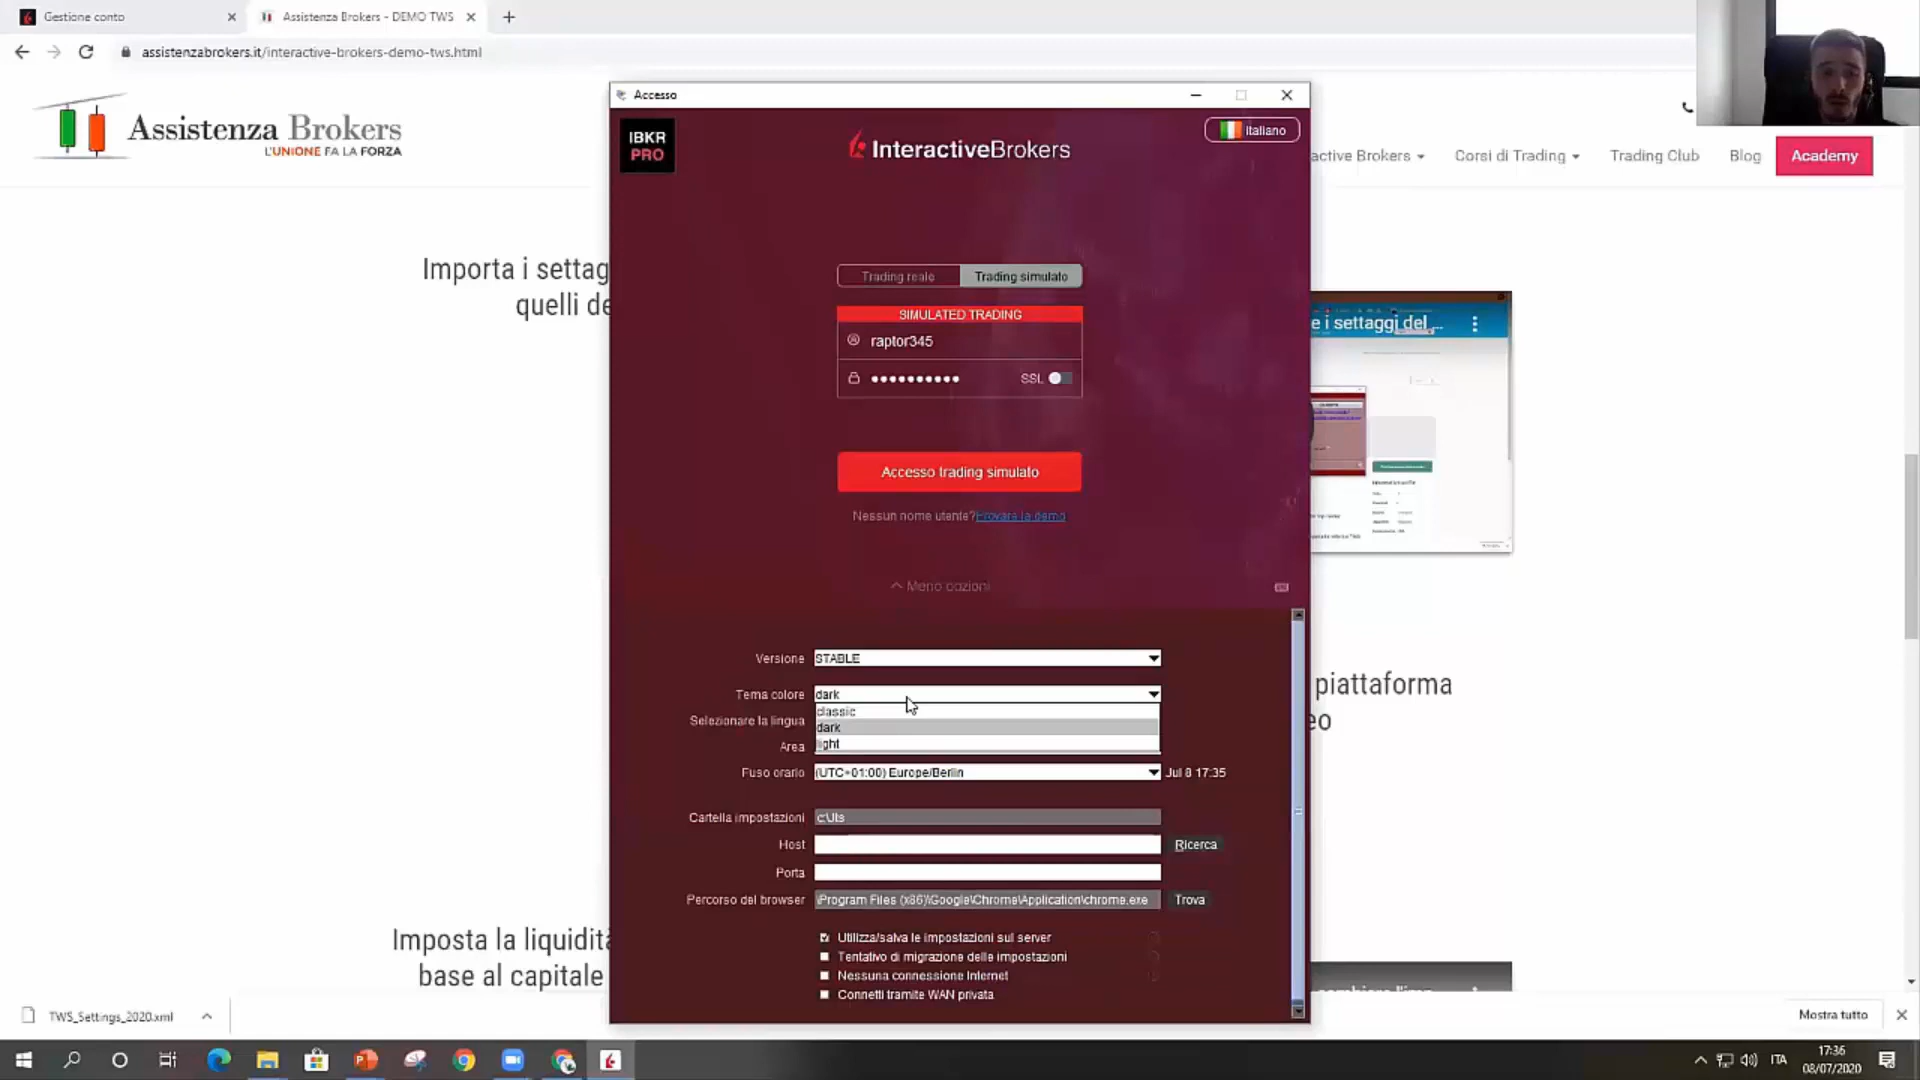 Gestione conto
Assistenza Brokers - DEMO TWS
assistenzabrokers.it/interactive-brokers-demo-tws.html
Assistenza Brokers
L'UNIONE FA LA FORZA
active Brokers
Corsi di Trading
Trading Club
Blog
Academy
Importa i settag
quelli de
Accesso
IBKR
PRO
InteractiveBrokers
Italiano
Trading reale
Trading simulato
SIMULATED TRADING
raptor345
SSL
Accesso trading simulato
Nessun nome utente? Provare la demo
Meno opzioni
e i settaggi del ...
Versione
STABLE
Tema colore
dark
classic
dark
light
Selezionare la lingua
Area
Fuso orario
(UTC+01:00) Europe/Berlin
Jul 8 17:35
Cartella impostazioni
Host
Ricerca
Porta
Percorso del browser
\Program Files (x86)\Google\Chrome\Application\chrome.exe
Trova
Utilizza/salva le impostazioni sul server
Tentativo di migrazione delle impostazioni
Nessuna connessione Internet
Connetti tramite WAN privata
piattaforma
eo
Imposta la liquidità
base al capitale
TWS_Settings_2020.xml
Mostra tutto
ITA
17:36
08/07/2020